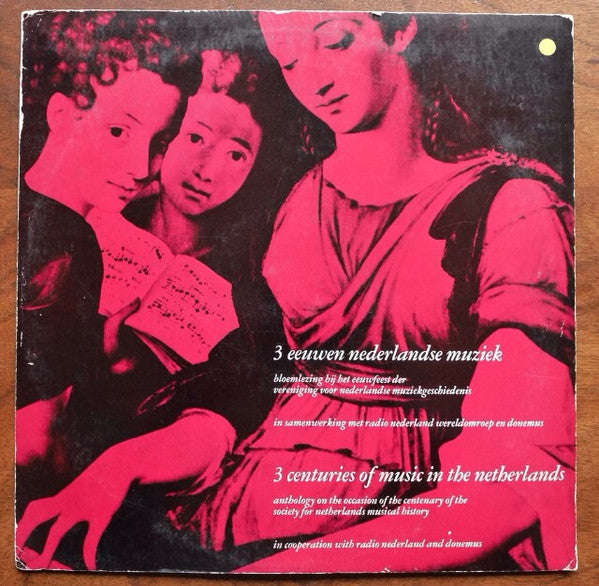 3 eeuwen nederlandse muziek
bloemlezing bij het eeuwfeest der
vereniging voor nederlandse muziekgeschiedenis
in samenwerking met radio nederland wereldomroep en donemus
3 centuries of music in the netherlands
anthology on the occasion of the centenary of the
society for netherlands musical history
in cooperation with radio nederland and donemus